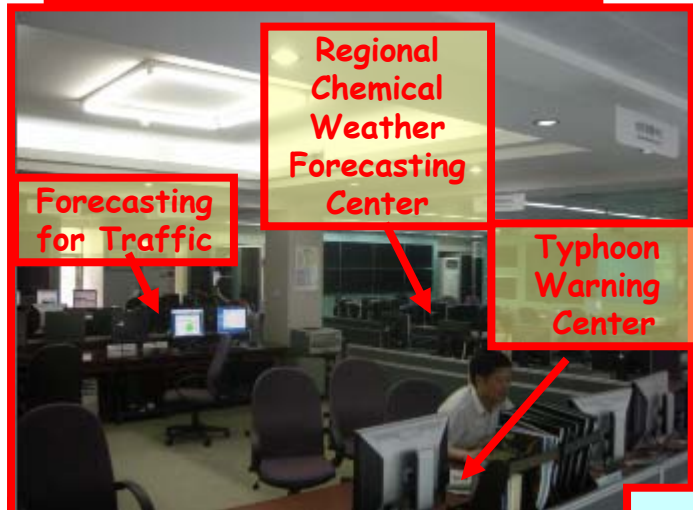 Regional
Chemical
Weather
Forecasting
Center
Forecasting
for Traffic
Typhoon
Warning
Center